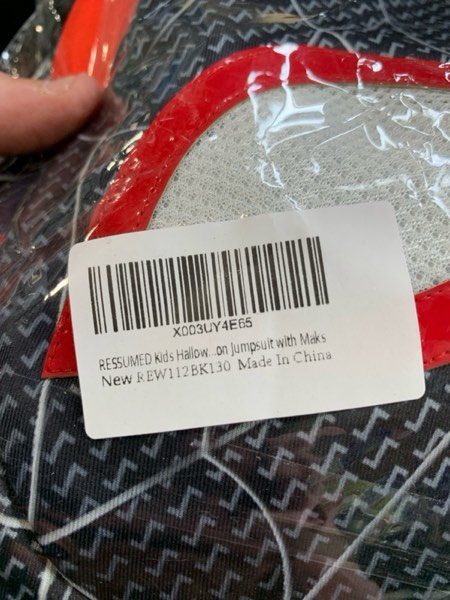 X003UY4E65
RESSUMED Kids Hallow...on Jumpsuit with Maks
New REW112BK130 Made In China